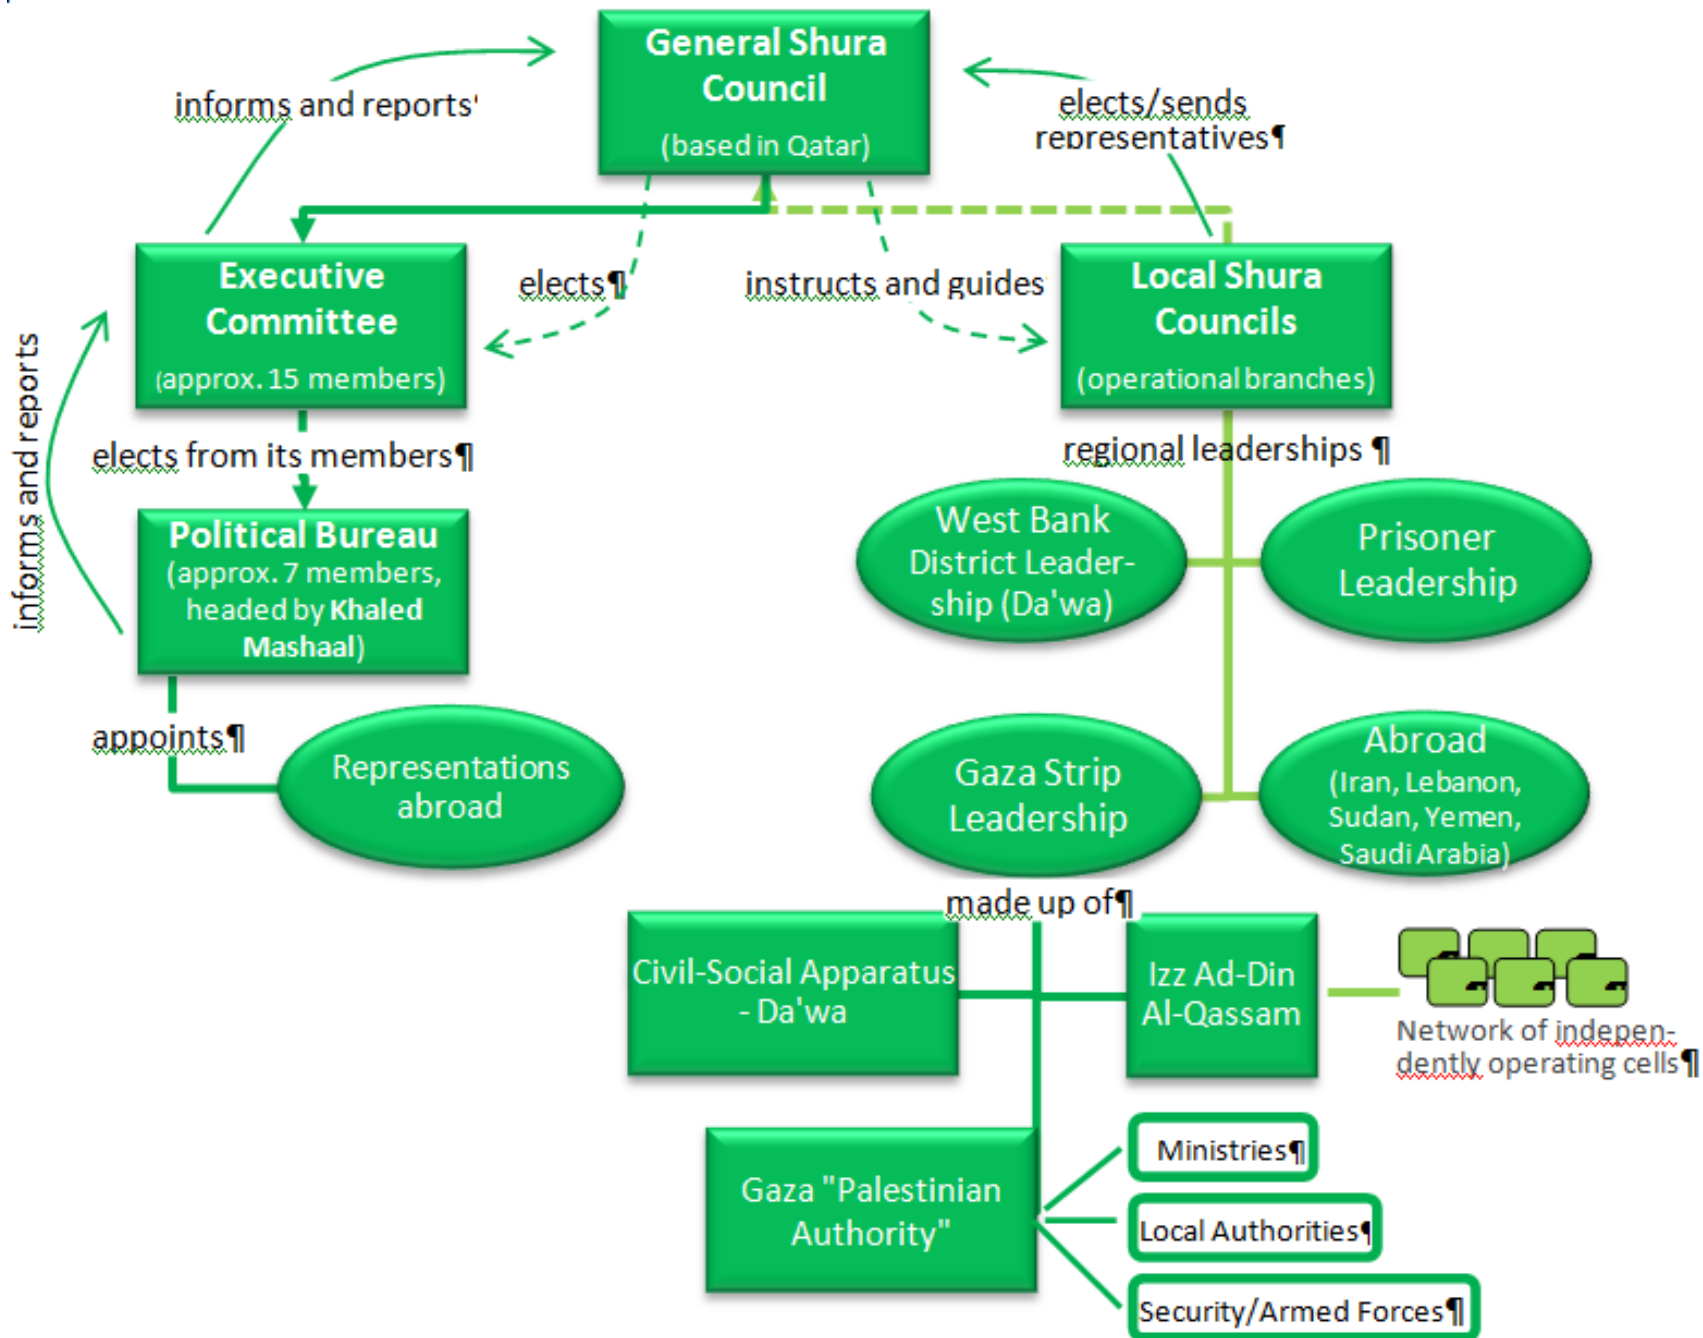 General Shura
Council
(based in Qatar)
informs and reports
elects/sends
representatives¶
Executive
Committee
(approx. 15 members)
elects¶
instructs and guides
Local Shura
Councils
(operational branches)
informs and reports
elects from its members¶
regional leaderships ¶
Political Bureau
(approx. 7 members,
headed by Khaled
Mashaal)
West Bank
District Leader-
ship (Da'wa)
Prisoner
Leadership
appoints¶
Representations
abroad
Gaza Strip
Leadership
Abroad
(Iran, Lebanon,
Sudan, Yemen,
Saudi Arabia)
made up of¶
Civil-Social Apparatus
- Da'wa
Izz Ad-Din
Al-Qassam
Network of indepen-
dently operating cells¶
Gaza "Palestinian
Authority"
Ministries¶
Local Authorities¶
Security/Armed Forces¶